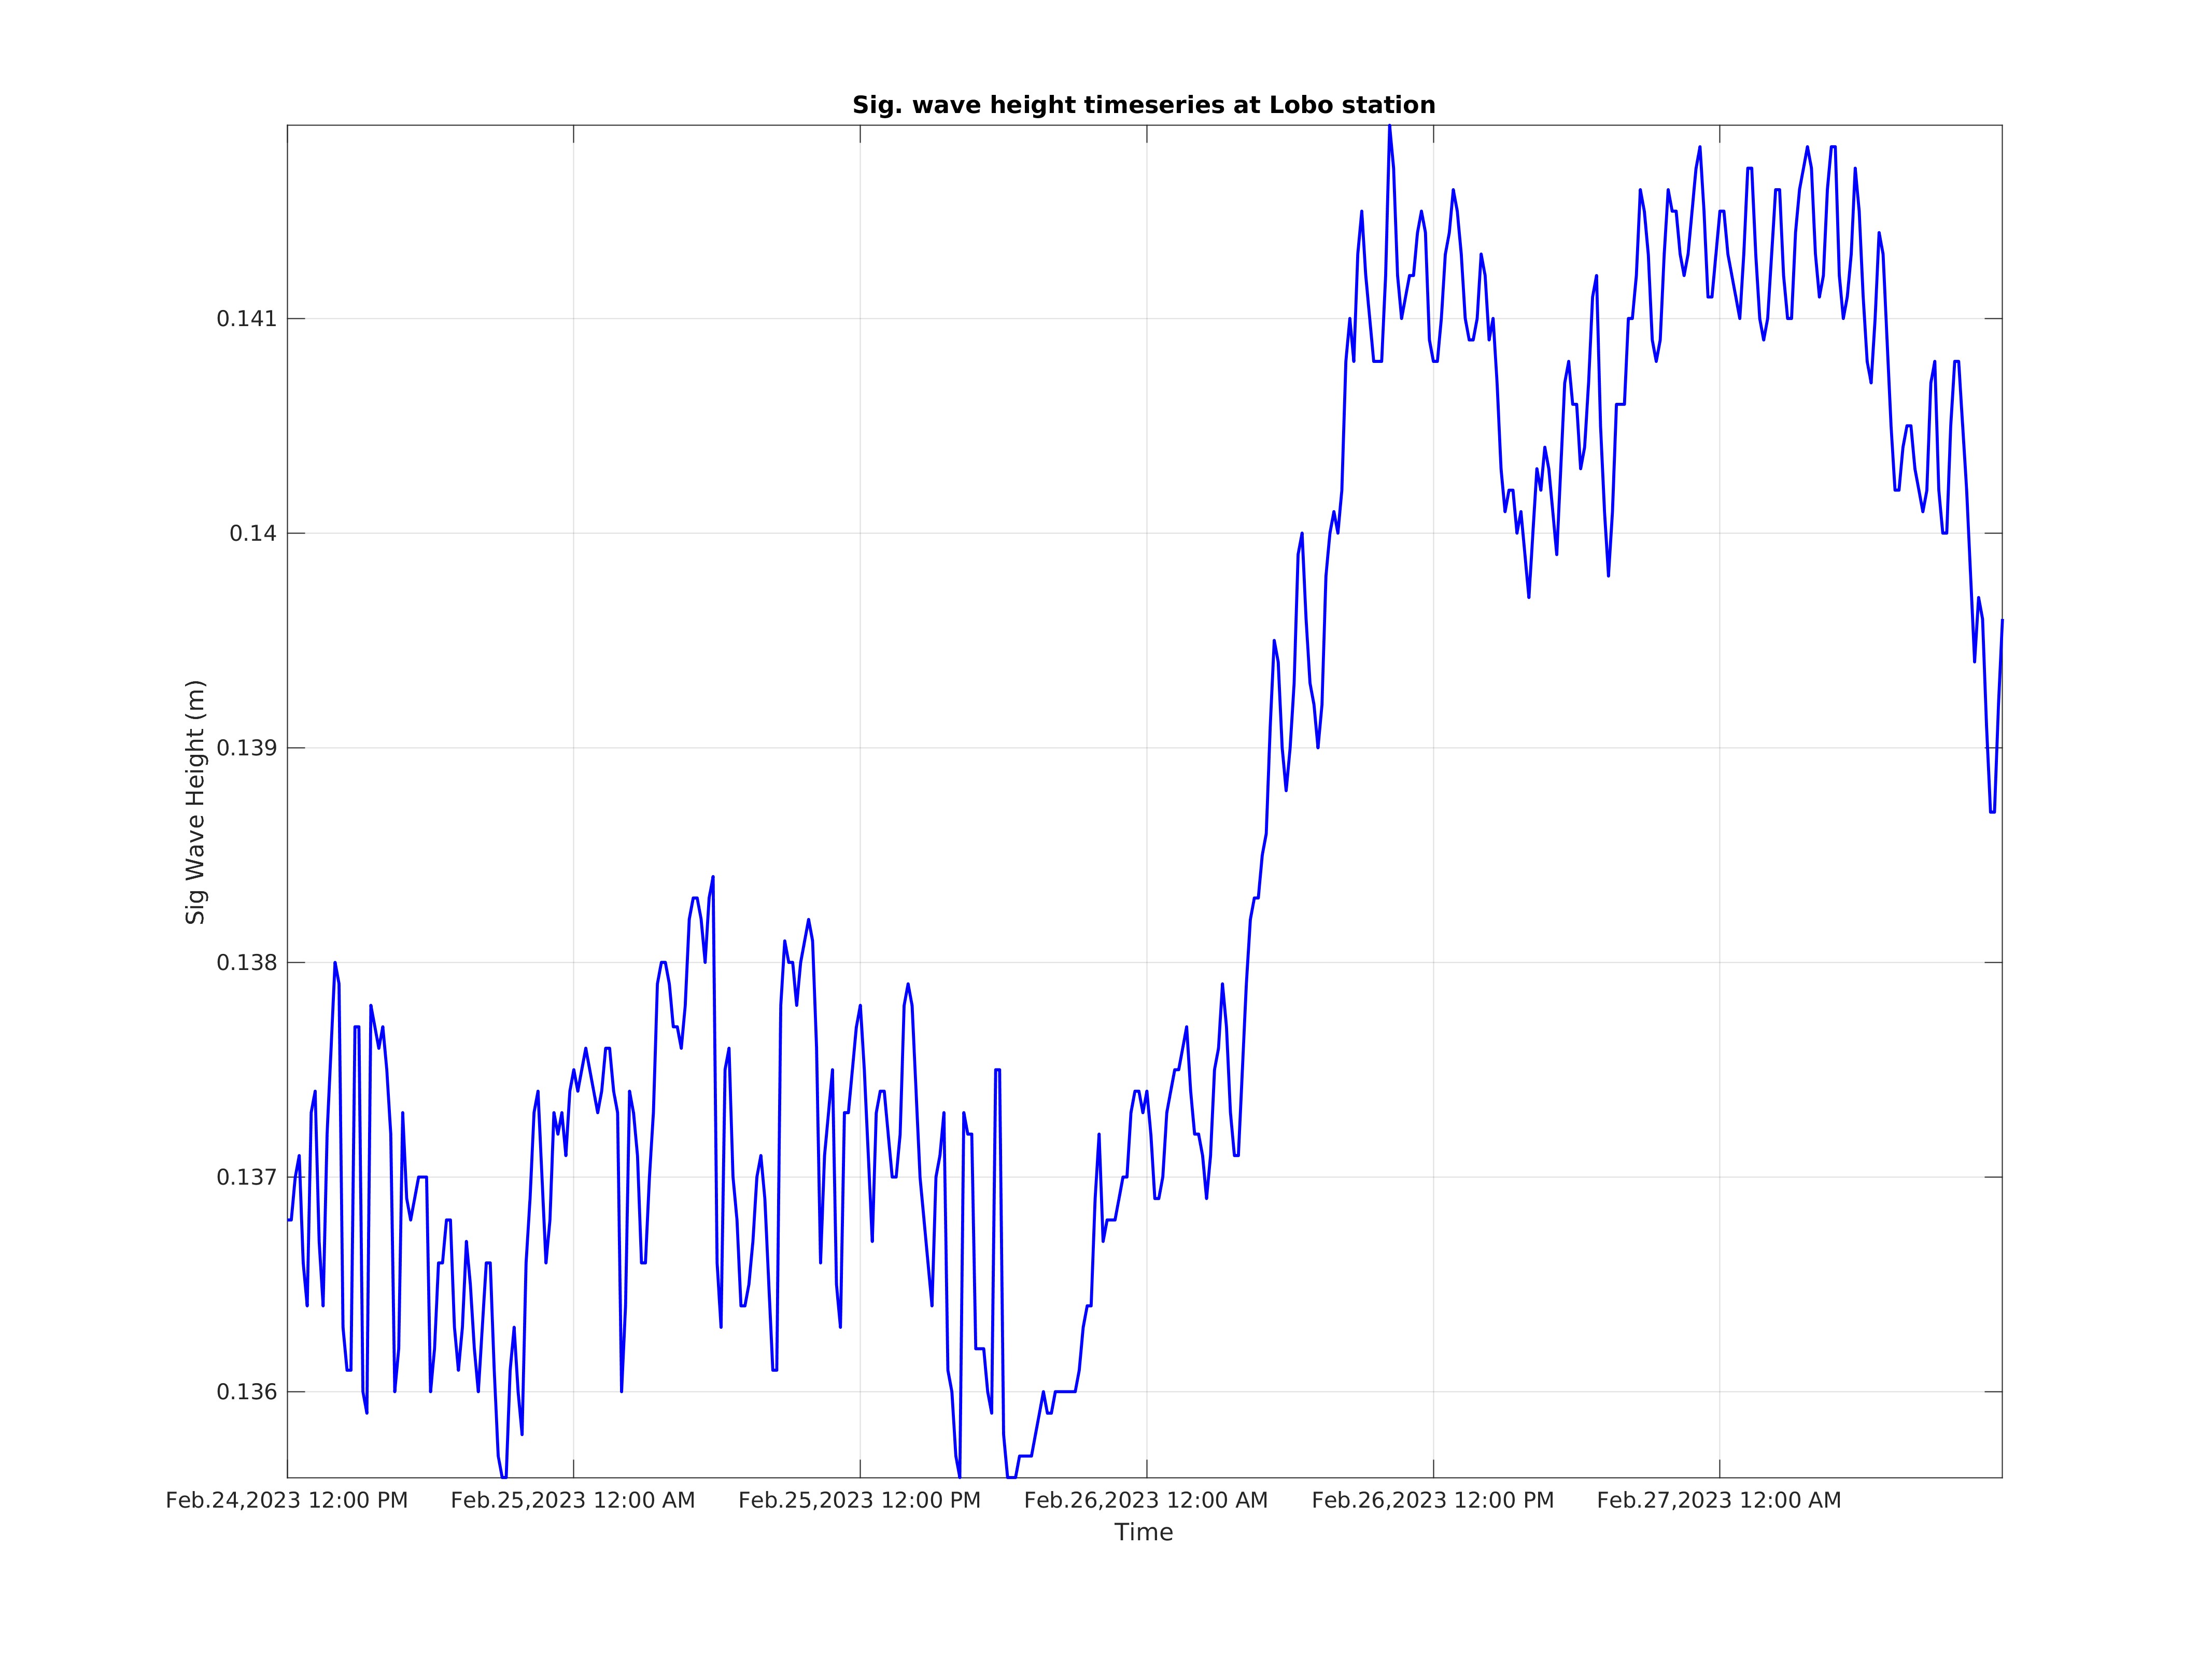 Sig. wave height timeseries at Lobo station
Sig Wave Height (m)
0.141
0.14
0.139
0.138
0.137
0.136
Feb.24,2023 12:00 PM Feb.25,2023 12:00 AM Feb.25,2023 12:00 PM Feb.26,2023 12:00 AM Feb.26,2023 12:00 PM Feb.27,2023 12:00 AM
Time